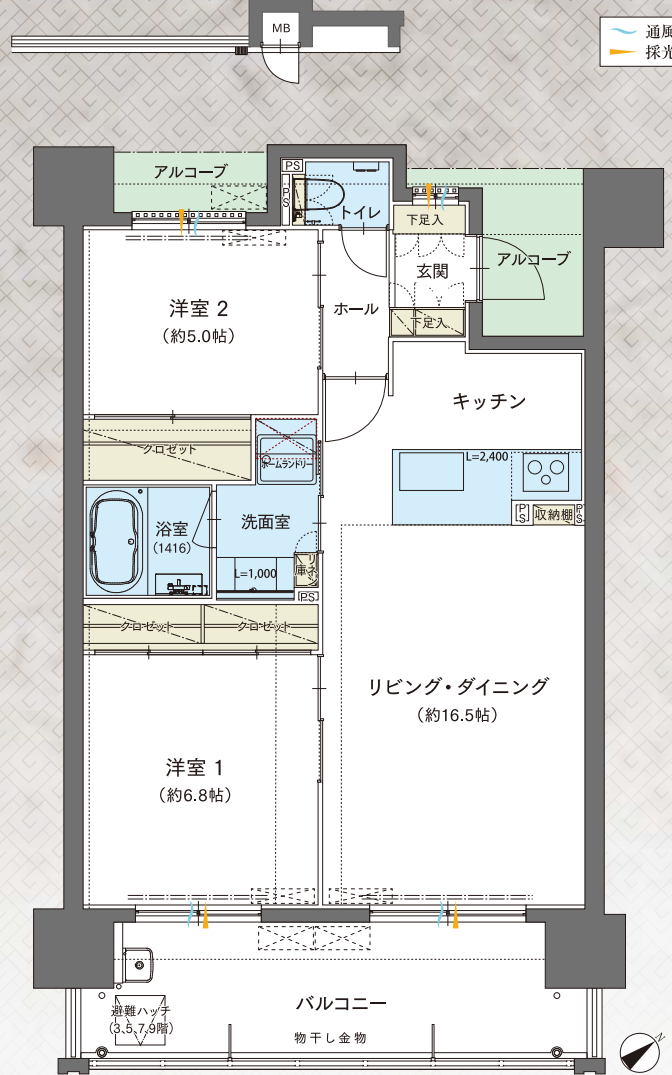 MB
通風
採光
アルコーブ
PS
PS
トイレ
下足入
玄関
アルコーブ
下足入
ホール
洋室 2
(約5.0帖)
キッチン
クロゼット
ホームランドリー
L=2,400
浴室
(1416)
洗面室
PS
収納棚
PS
リネン庫
L=1,000
PS
クロゼット
クロゼット
リビング・ダイニング
(約16.5帖)
洋室 1
(約6.8帖)
バルコニー
避難ハッチ
(3,5,7,9階)
物干し金物
N